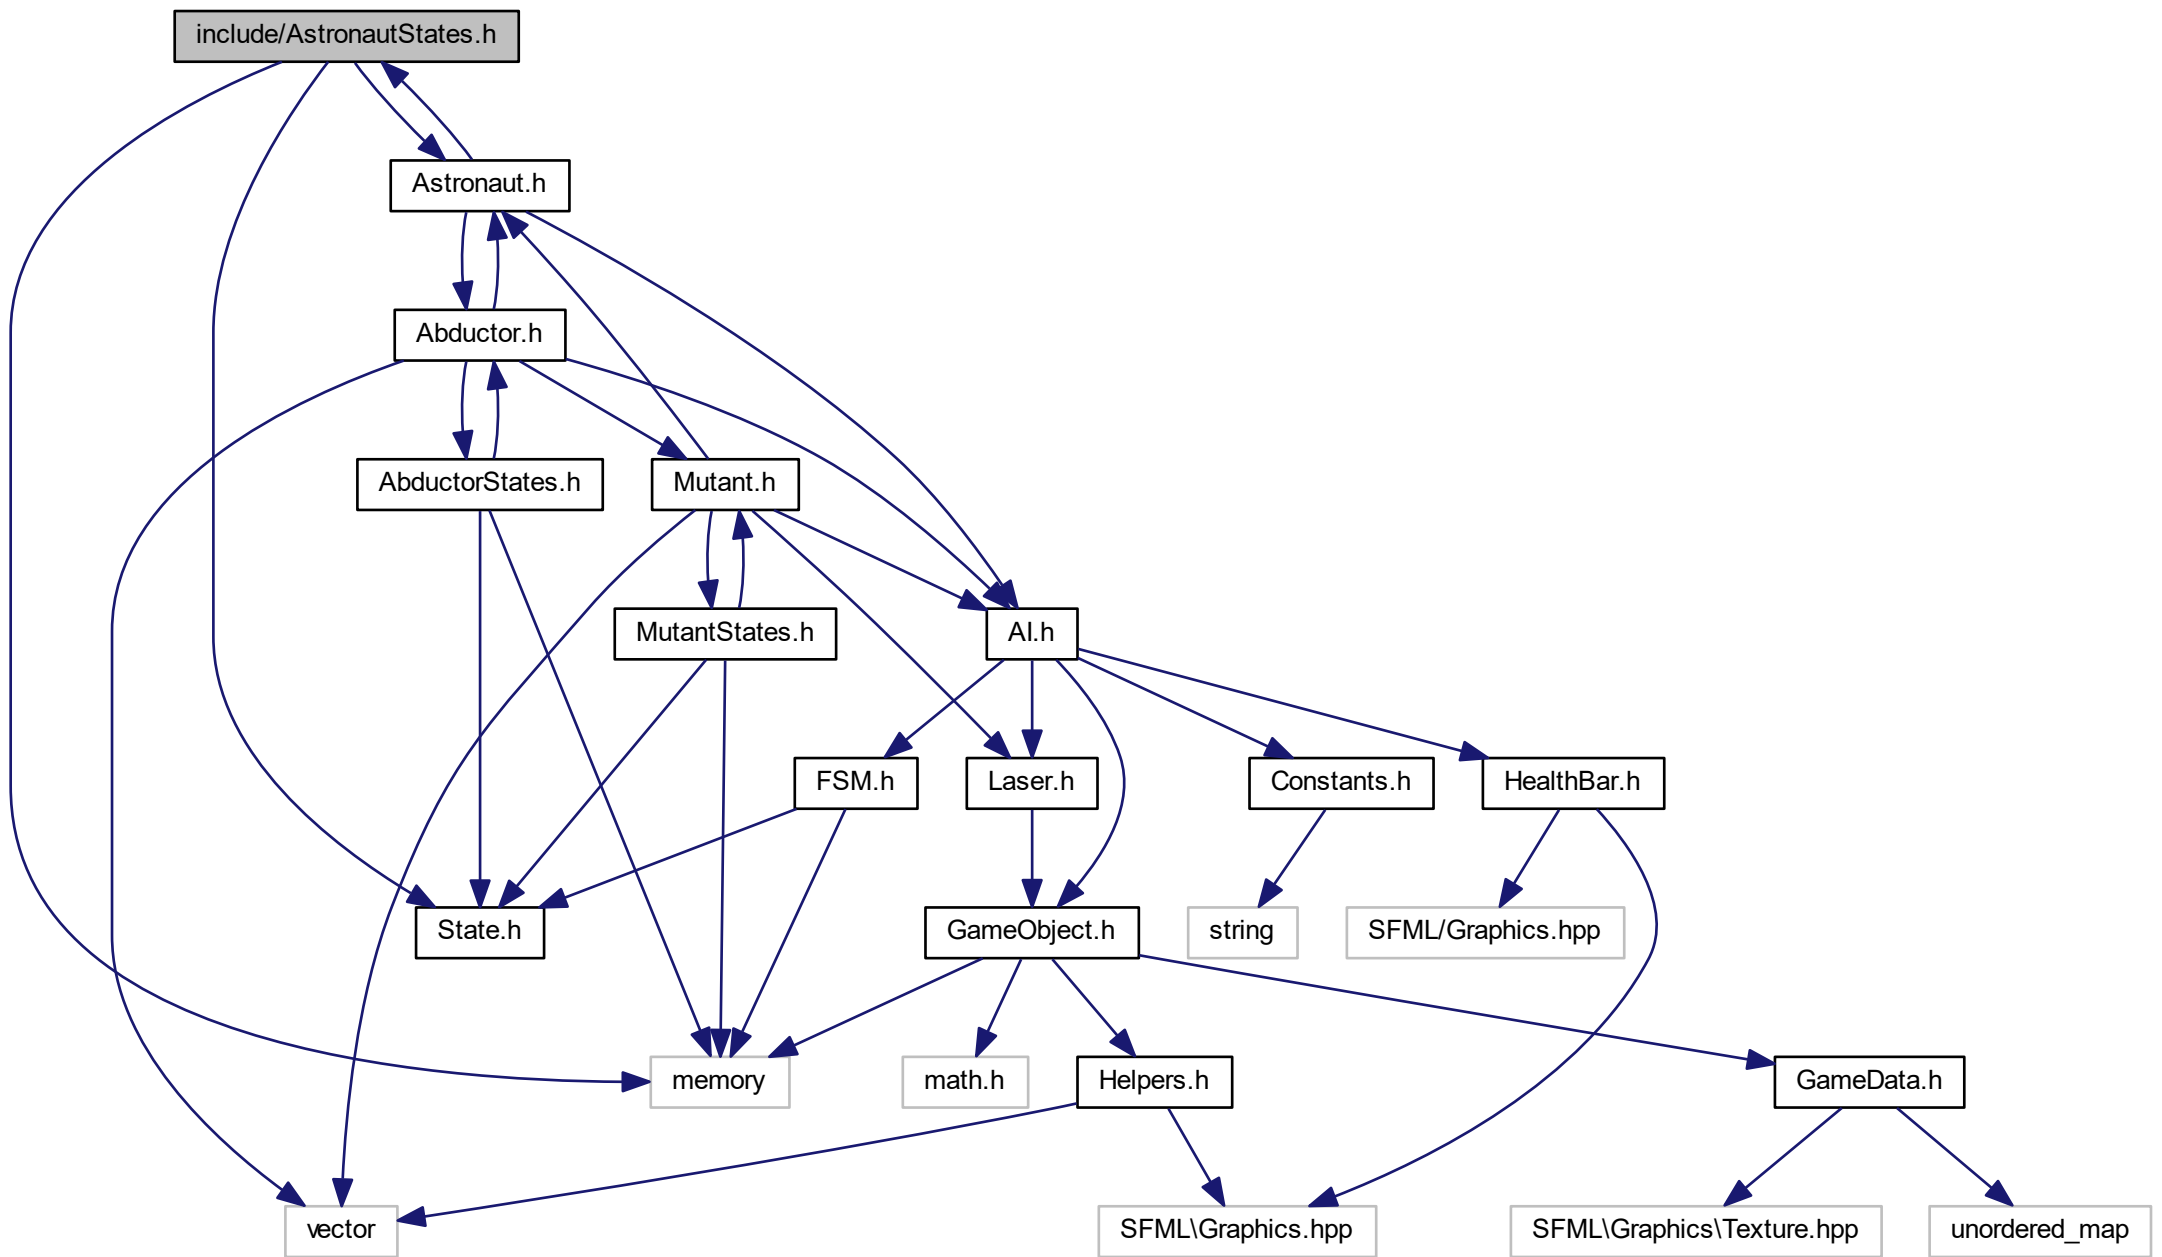 include/AstronautStates.h
Astronaut.h
Abductor.h
AbductorStates.h
Mutant.h
MutantStates.h
AI.h
FSM.h
Laser.h
Constants.h
HealthBar.h
State.h
GameObject.h
string
SFML/Graphics.hpp
memory
math.h
Helpers.h
GameData.h
vector
SFML\Graphics.hpp
SFML\Graphics\Texture.hpp
unordered_map